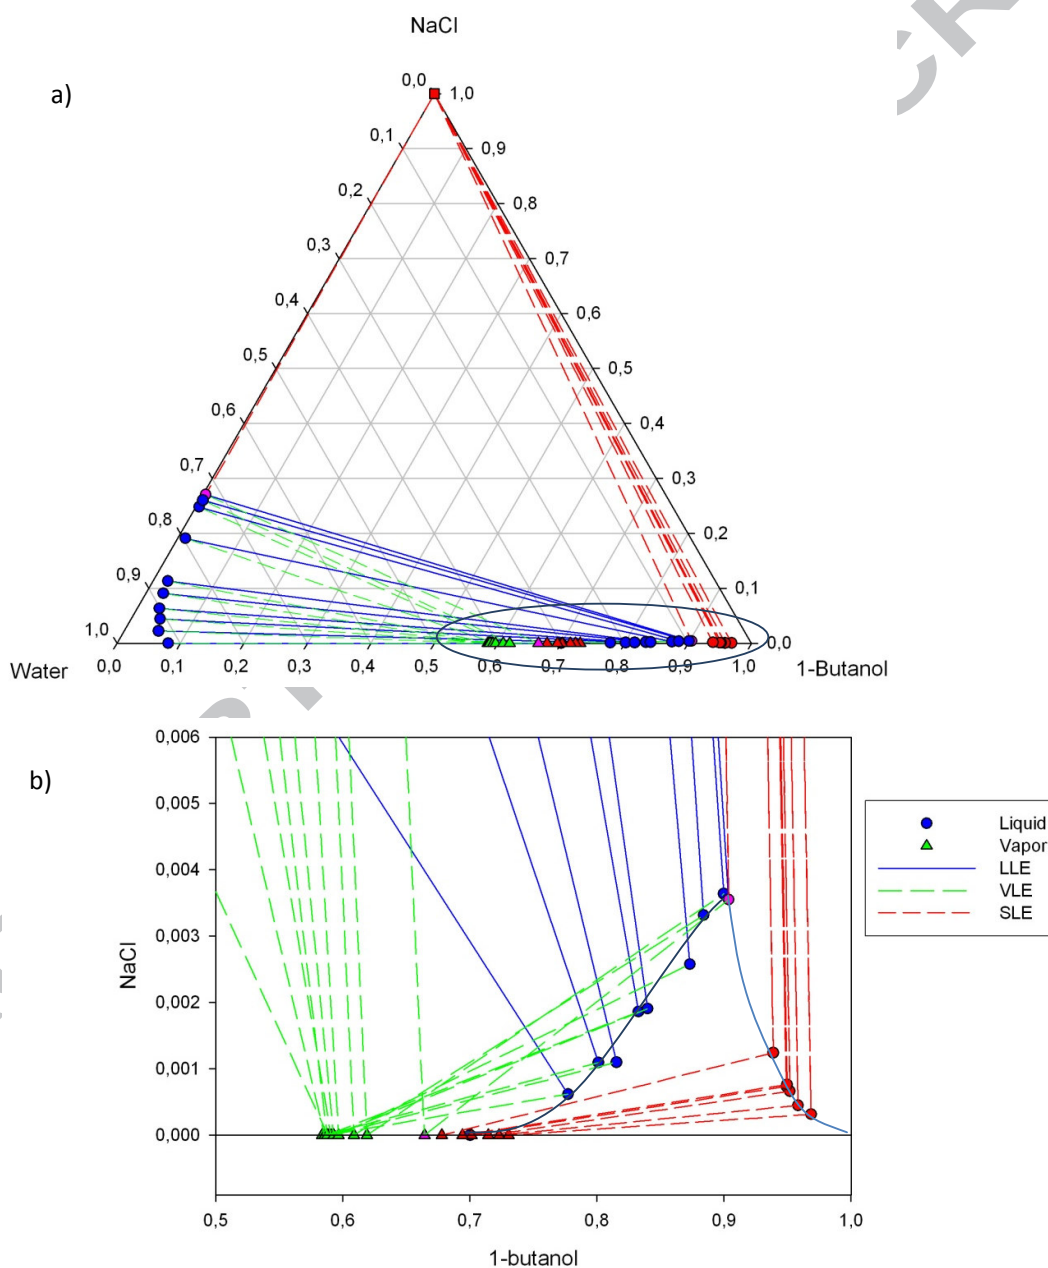 NaCl
a)
0,0 1,0
0,1 0,9
0,2 0,8
0,3 0,7
0,4 0,6
0,5 0,5
0,6 0,4
0,7 0,3
0,8 0,2
0,9 0,1
1,0 0,0
Water 0,0 0,1 0,2 0,3 0,4 0,5 0,6 0,7 0,8 0,9 1,0 1-Butanol
b)
0,006
0,005
0,004
0,003
0,002
0,001
0,000
NaCl
0,5 0,6 0,7 0,8 0,9 1,0
1-butanol
Liquid
Vapor
LLE
VLE
SLE